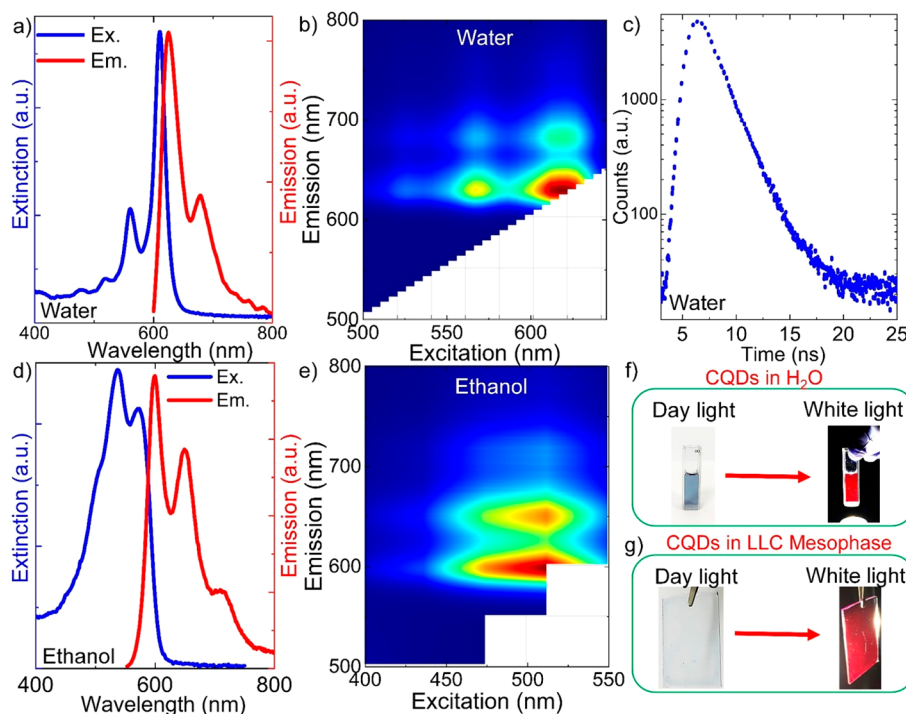 a)
Ex.
Em.
Extinction (a.u.)
Emission (a.u.)
Water
400
600
800
Wavelength (nm)
b)
Water
800
700
600
500
Emission (nm)
500
550
600
Excitation (nm)
c)
1000
100
Counts (a.u.)
Water
5
10
15
20
25
Time (ns)
d)
Ex.
Em.
Extinction (a.u.)
Emission (a.u.)
Ethanol
400
600
800
Wavelength (nm)
e)
Ethanol
800
700
600
500
Emission (nm)
400
450
500
550
Excitation (nm)
f)
CQDs in H₂O
Day light
White light
g)
CQDs in LLC Mesophase
Day light
White light